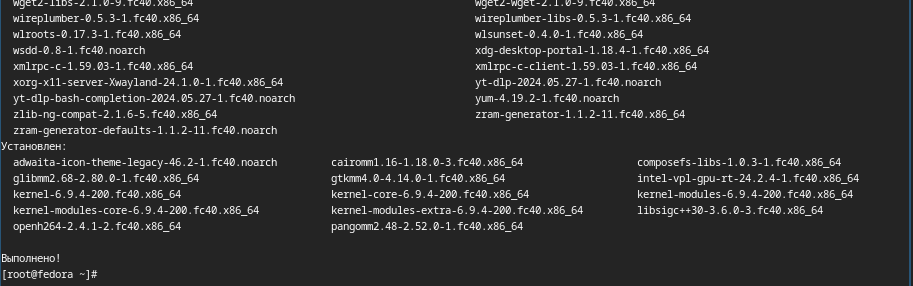 wget2-libs-2.1.0-9.fc40.x86_64 wget2-wget-2.1.0-9.fc40.x86_64
wireplumber-0.5.3-1.fc40.x86_64 wireplumber-libs-0.5.3-1.fc40.x86_64
wlroots-0.17.3-1.fc40.x86_64 wlsunset-0.4.0-1.fc40.x86_64
wsdd-0.8-1.fc40.noarch xdg-desktop-portal-1.18.4-1.fc40.x86_64
xmlrpc-c-1.59.03-1.fc40.x86_64 xmlrpc-c-client-1.59.03-1.fc40.x86_64
xorg-x11-server-Xwayland-24.1.0-1.fc40.x86_64 yt-dlp-2024.05.27-1.fc40.noarch
yt-dlp-bash-completion-2024.05.27-1.fc40.noarch yum-4.19.2-1.fc40.noarch
zlib-ng-compat-2.1.6-5.fc40.x86_64 zram-generator-1.1.2-11.fc40.x86_64
zram-generator-defaults-1.1.2-11.fc40.noarch
Установлен:
adwaita-icon-theme-legacy-46.2-1.fc40.noarch cairomm1.16-1.18.0-3.fc40.x86_64 composefs-libs-1.0.3-1.fc40.x86_64
glibmm2.68-2.80.0-1.fc40.x86_64 gtkmm4.0-4.14.0-1.fc40.x86_64 intel-vpl-gpu-rt-24.2.4-1.fc40.x86_64
kernel-6.9.4-200.fc40.x86_64 kernel-core-6.9.4-200.fc40.x86_64 kernel-modules-6.9.4-200.fc40.x86_64
kernel-modules-core-6.9.4-200.fc40.x86_64 kernel-modules-extra-6.9.4-200.fc40.x86_64 libsigc++30-3.6.0-3.fc40.x86_64
openh264-2.4.1-2.fc40.x86_64 pangomm2.48-2.52.0-1.fc40.x86_64
Выполнено!
[root@fedora ~]#